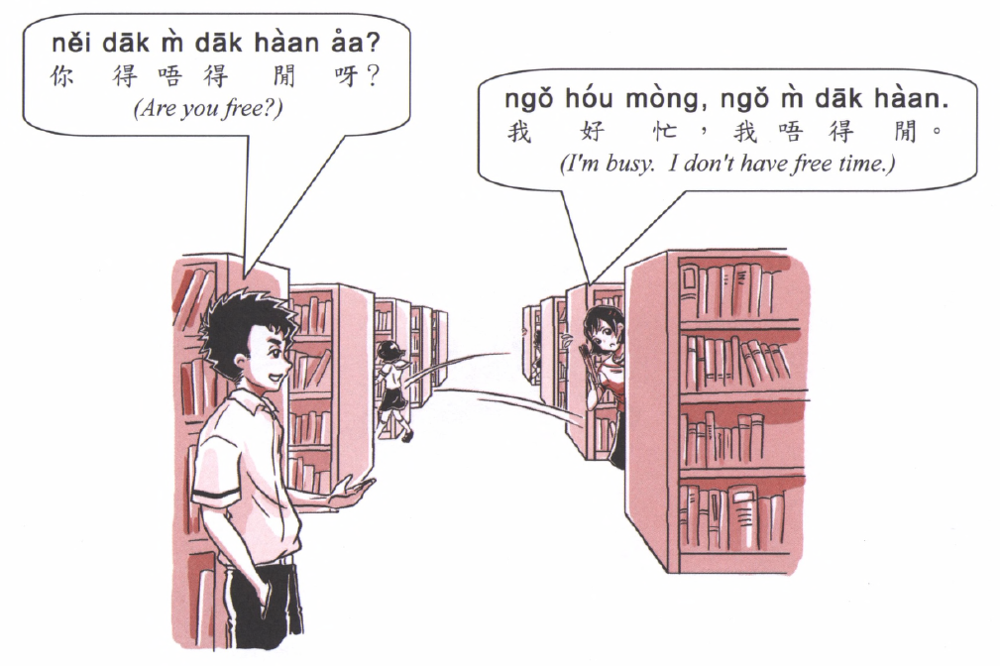 něi dāk m̀ dāk hàan åa?
你 得 唔 得 閒 呀？
(Are you free?)
ngǒ hóu mòng, ngǒ m̀ dāk hàan.
我 好 忙，我 唔 得 閒。
(I'm busy. I don't have free time.)